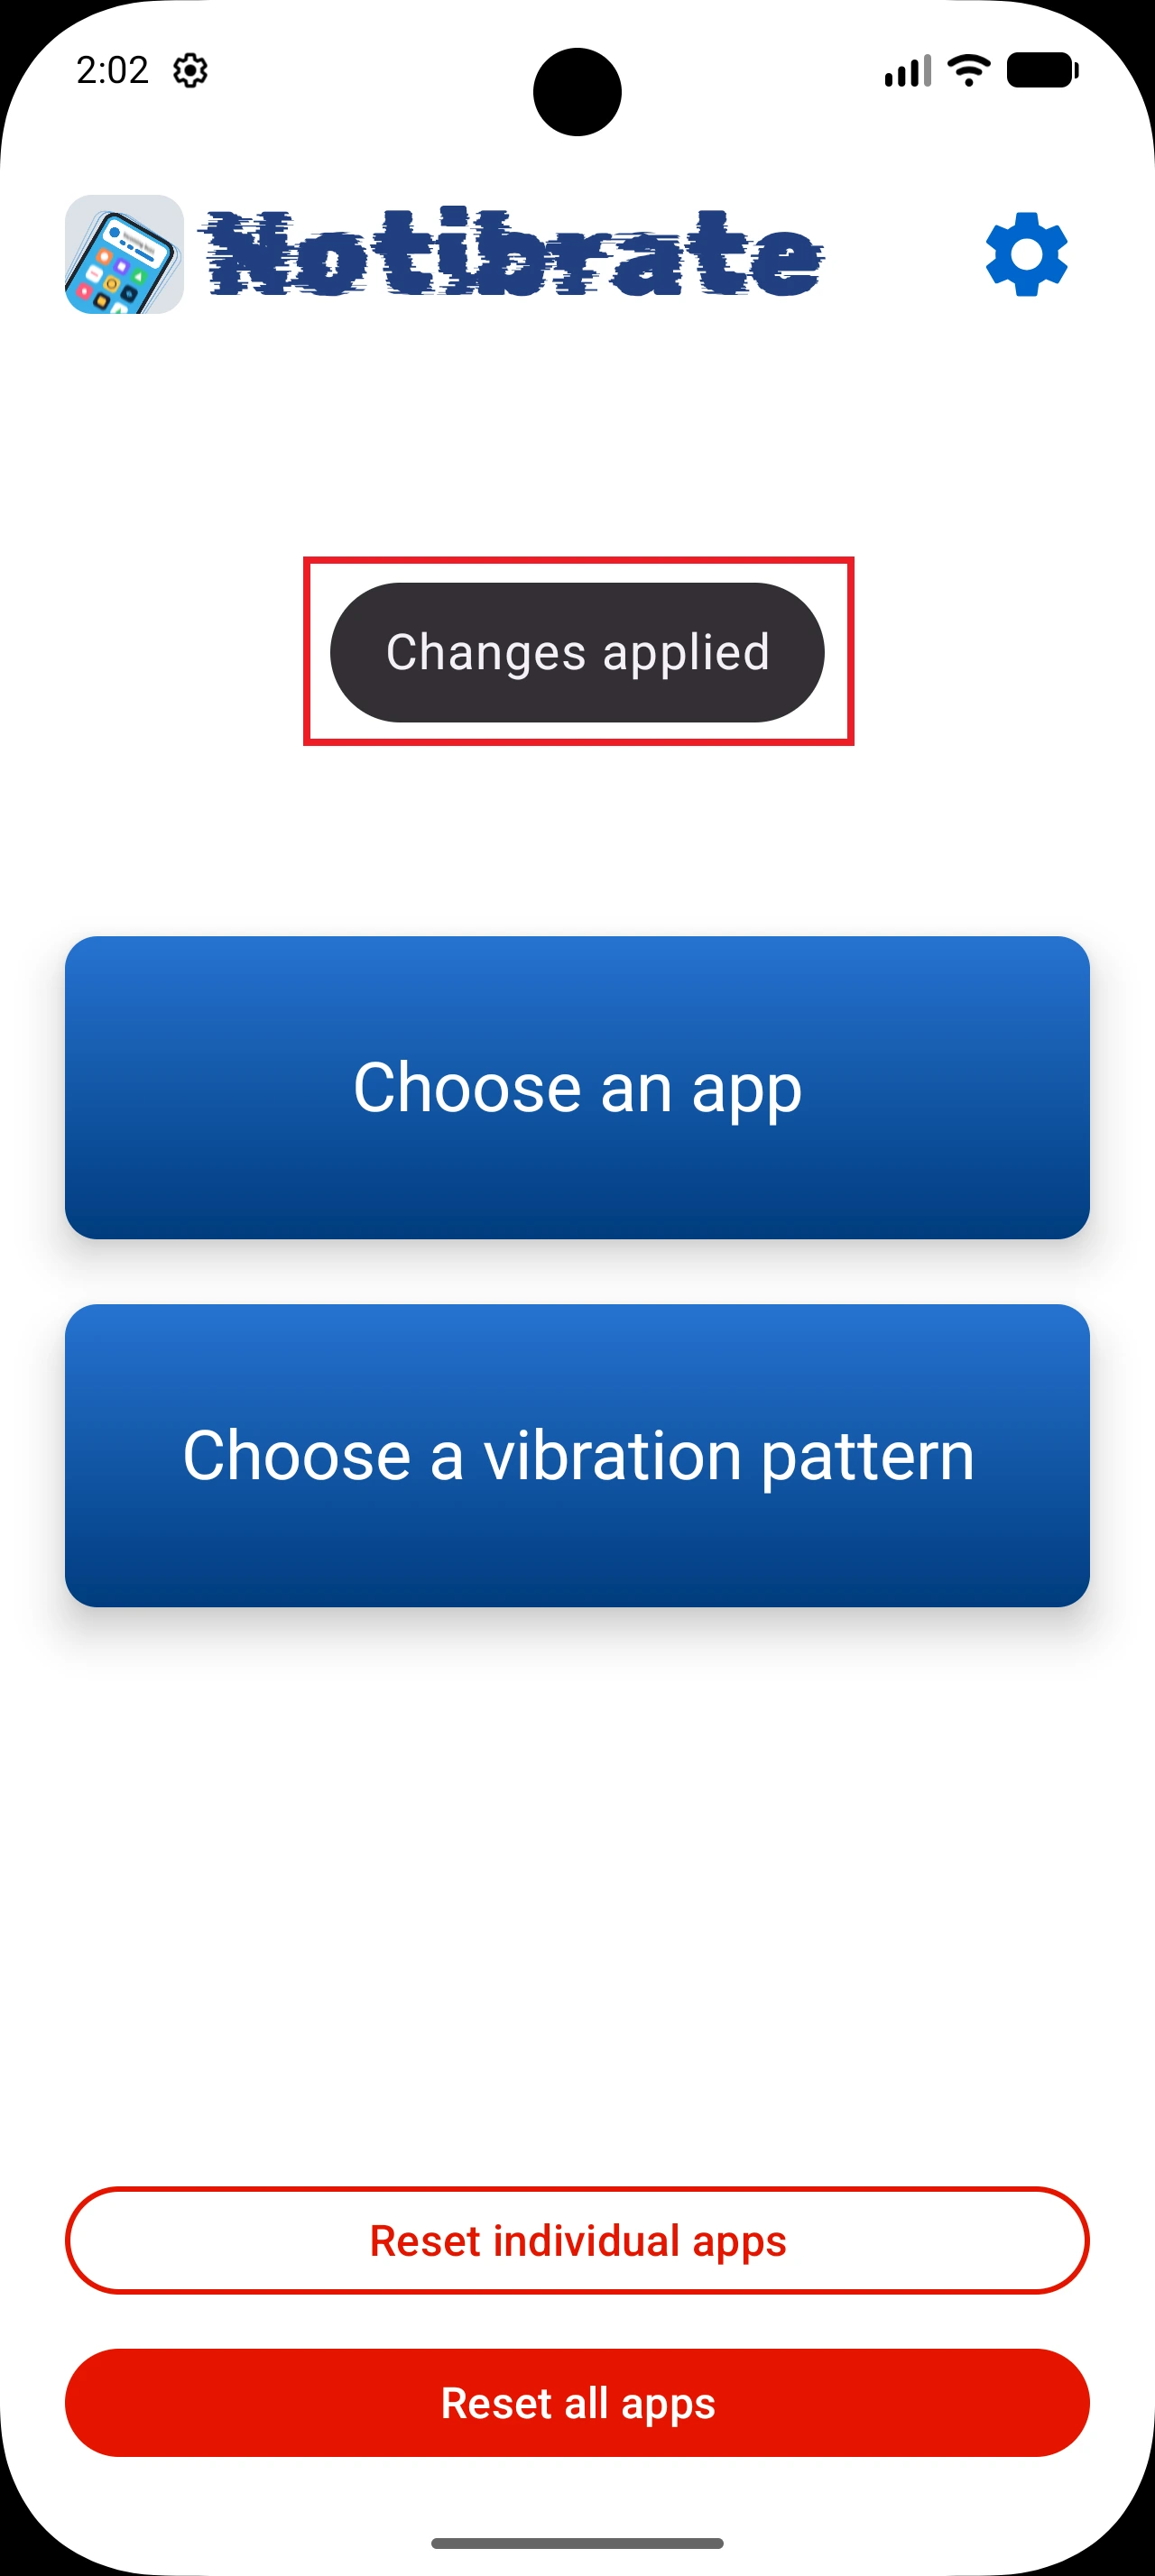 2:02
Notibrate
Changes applied
Choose an app
Choose a vibration pattern
Reset individual apps
Reset all apps